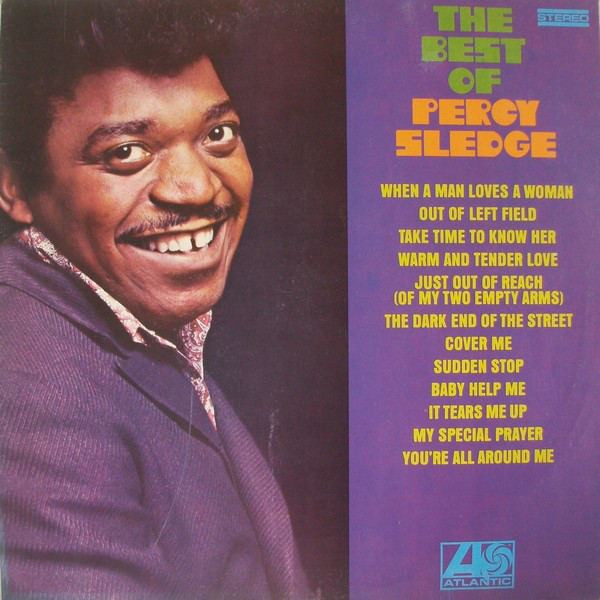 THE
BEST
OF
PERCY
SLEDGE
STEREO
WHEN A MAN LOVES A WOMAN
OUT OF LEFT FIELD
TAKE TIME TO KNOW HER
WARM AND TENDER LOVE
JUST OUT OF REACH
(OF MY TWO EMPTY ARMS)
THE DARK END OF THE STREET
COVER ME
SUDDEN STOP
BABY HELP ME
IT TEARS ME UP
MY SPECIAL PRAYER
YOU'RE ALL AROUND ME
ATLANTIC